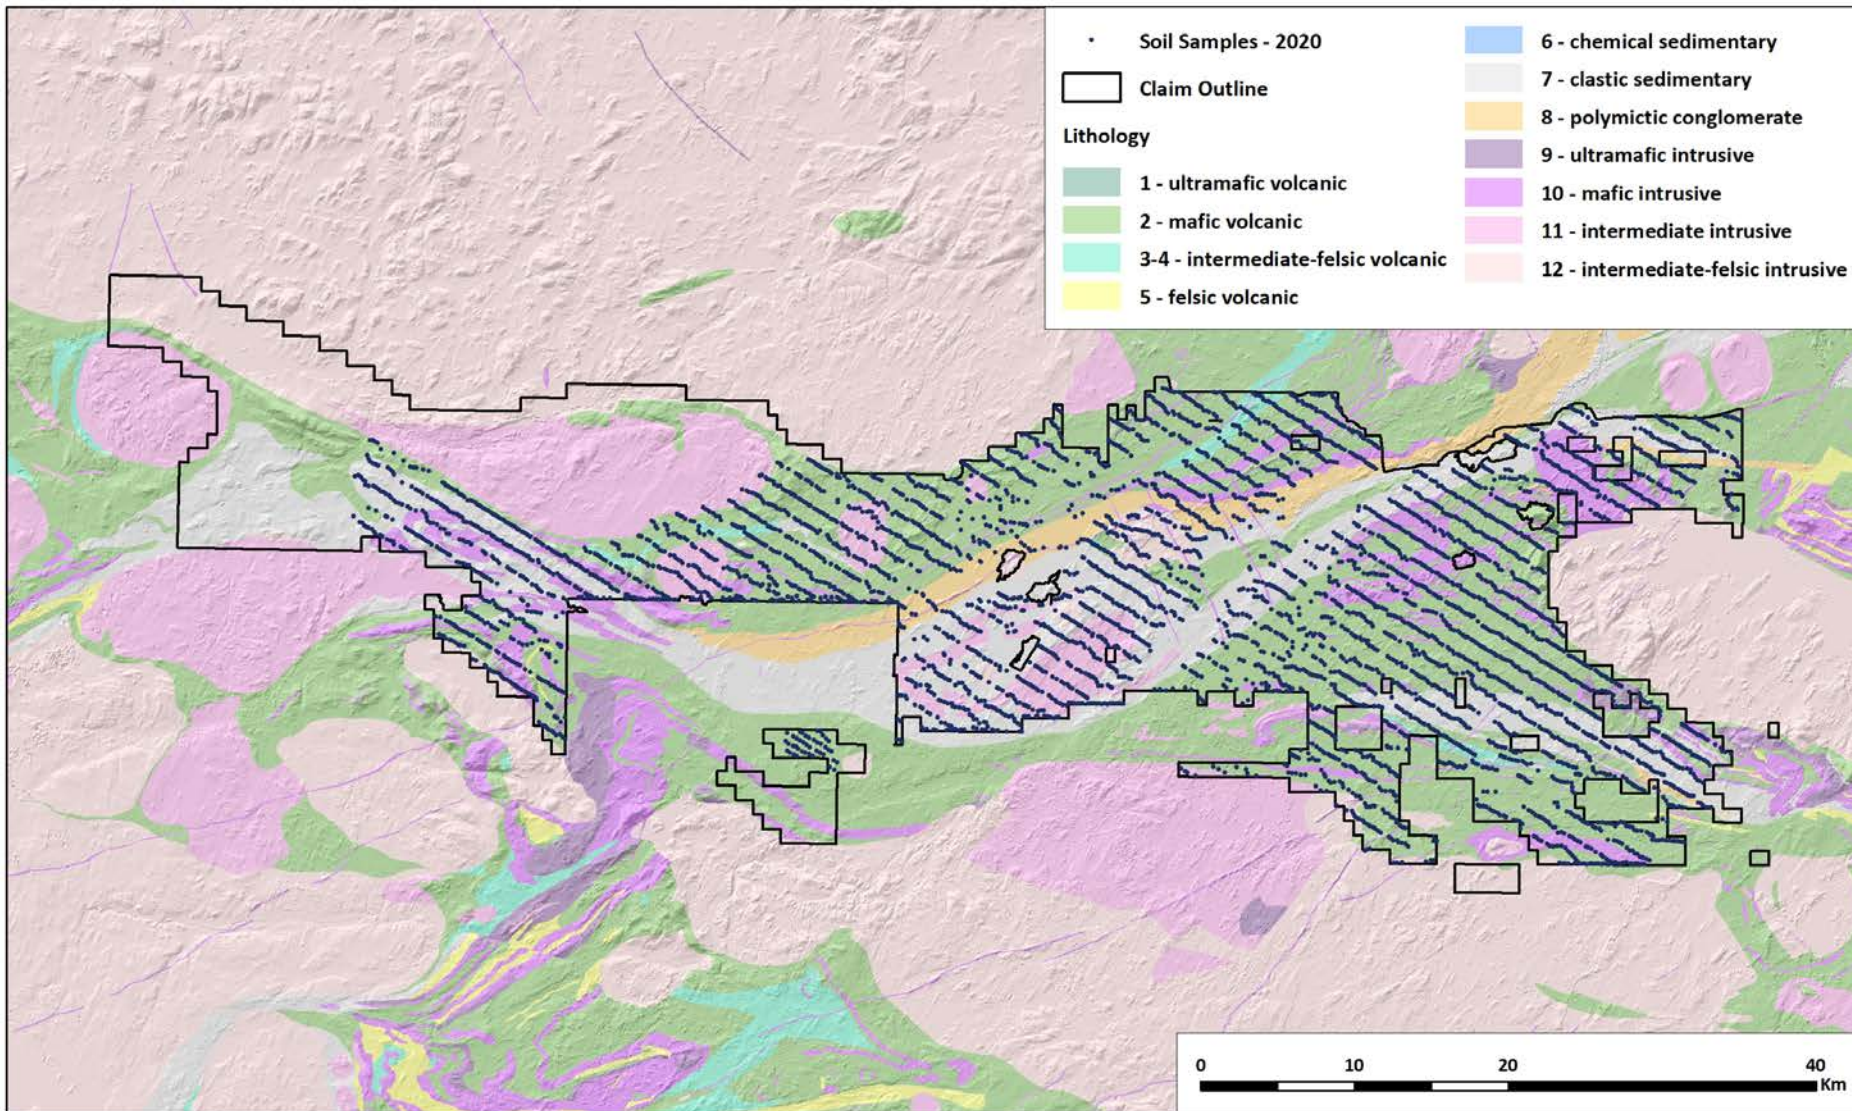 Soil Samples - 2020
Claim Outline
Lithology
1 - ultramafic volcanic
2 - mafic volcanic
3-4 - intermediate-felsic volcanic
5 - felsic volcanic
6 - chemical sedimentary
7 - clastic sedimentary
8 - polymictic conglomerate
9 - ultramafic intrusive
10 - mafic intrusive
11 - intermediate intrusive
12 - intermediate-felsic intrusive
0 10 20 40
Km